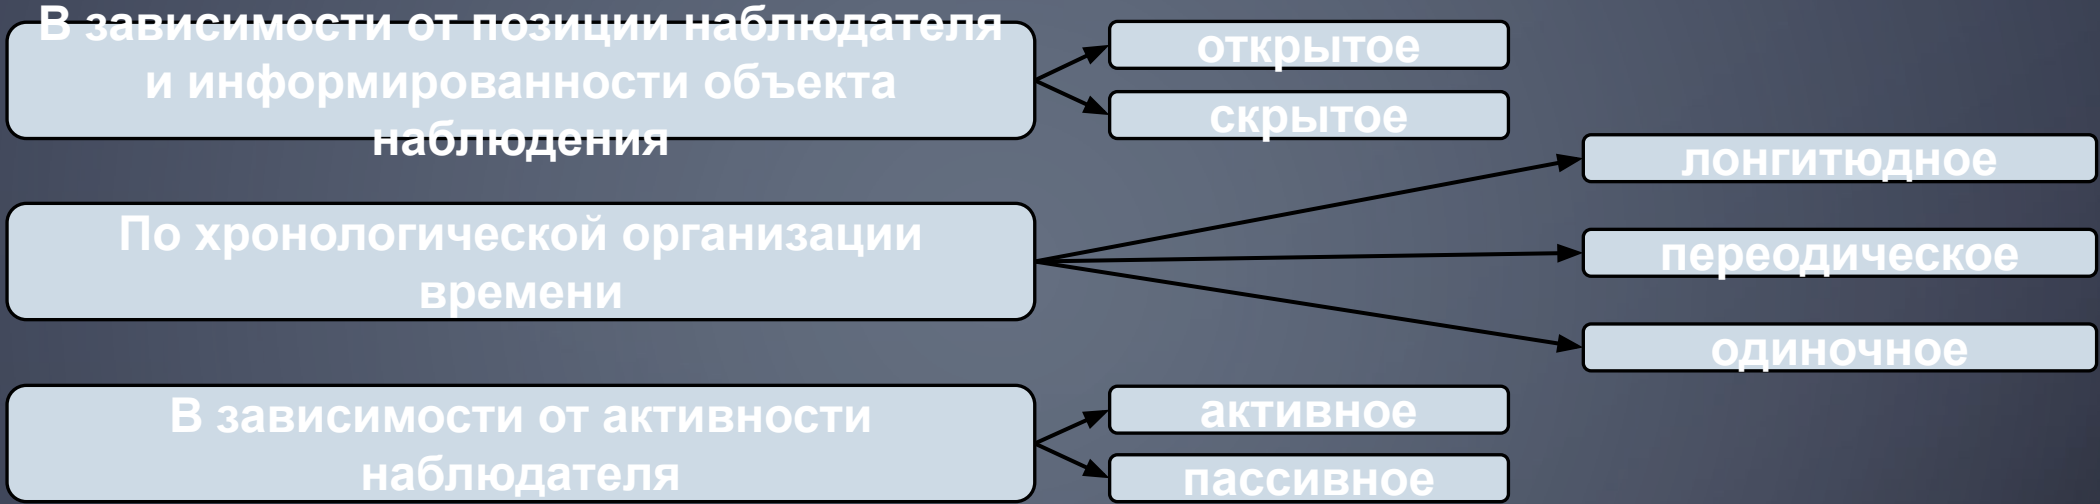 В зависимости от позиции наблюдателя
и информированности объекта
наблюдения
открытое
скрытое
По хронологической организации
времени
лонгитюдное
переодическое
одиночное
В зависимости от активности
наблюдателя
активное
пассивное